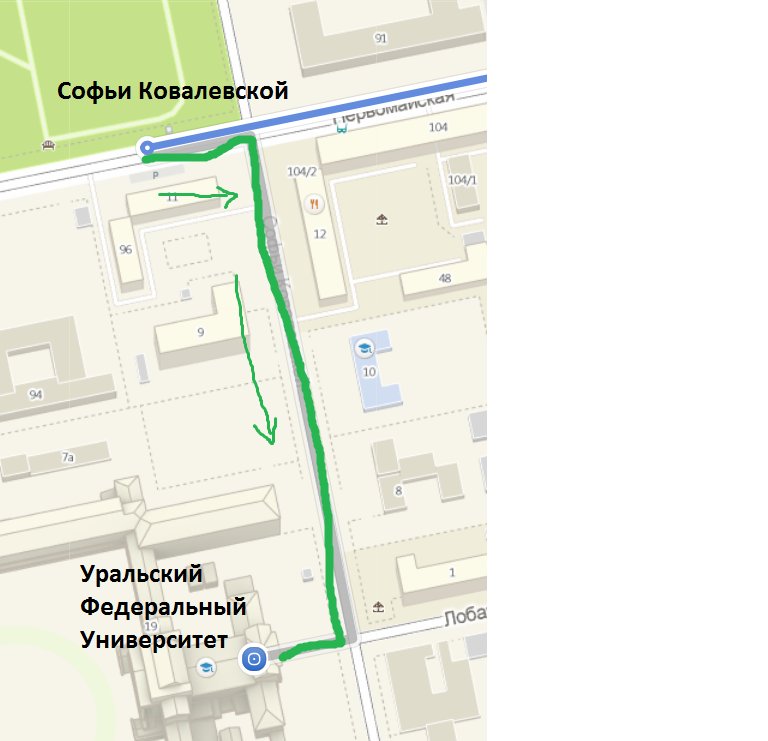 91
Софьи Ковалевской
Первомайская
104
P
104/2
104/1
11
12
96
48
9
10
94
7а
8
Уральский
1
Федеральный
19
Лоба
Университет